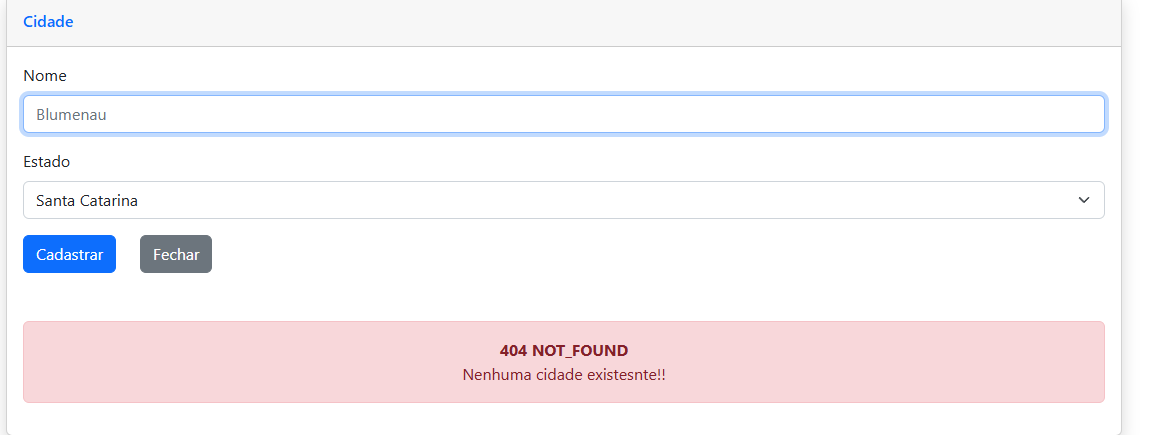 Cidade
Nome
Blumenau
Estado
Santa Catarina
Cadastrar
Fechar
404 NOT_FOUND
Nenhuma cidade existesnte!!